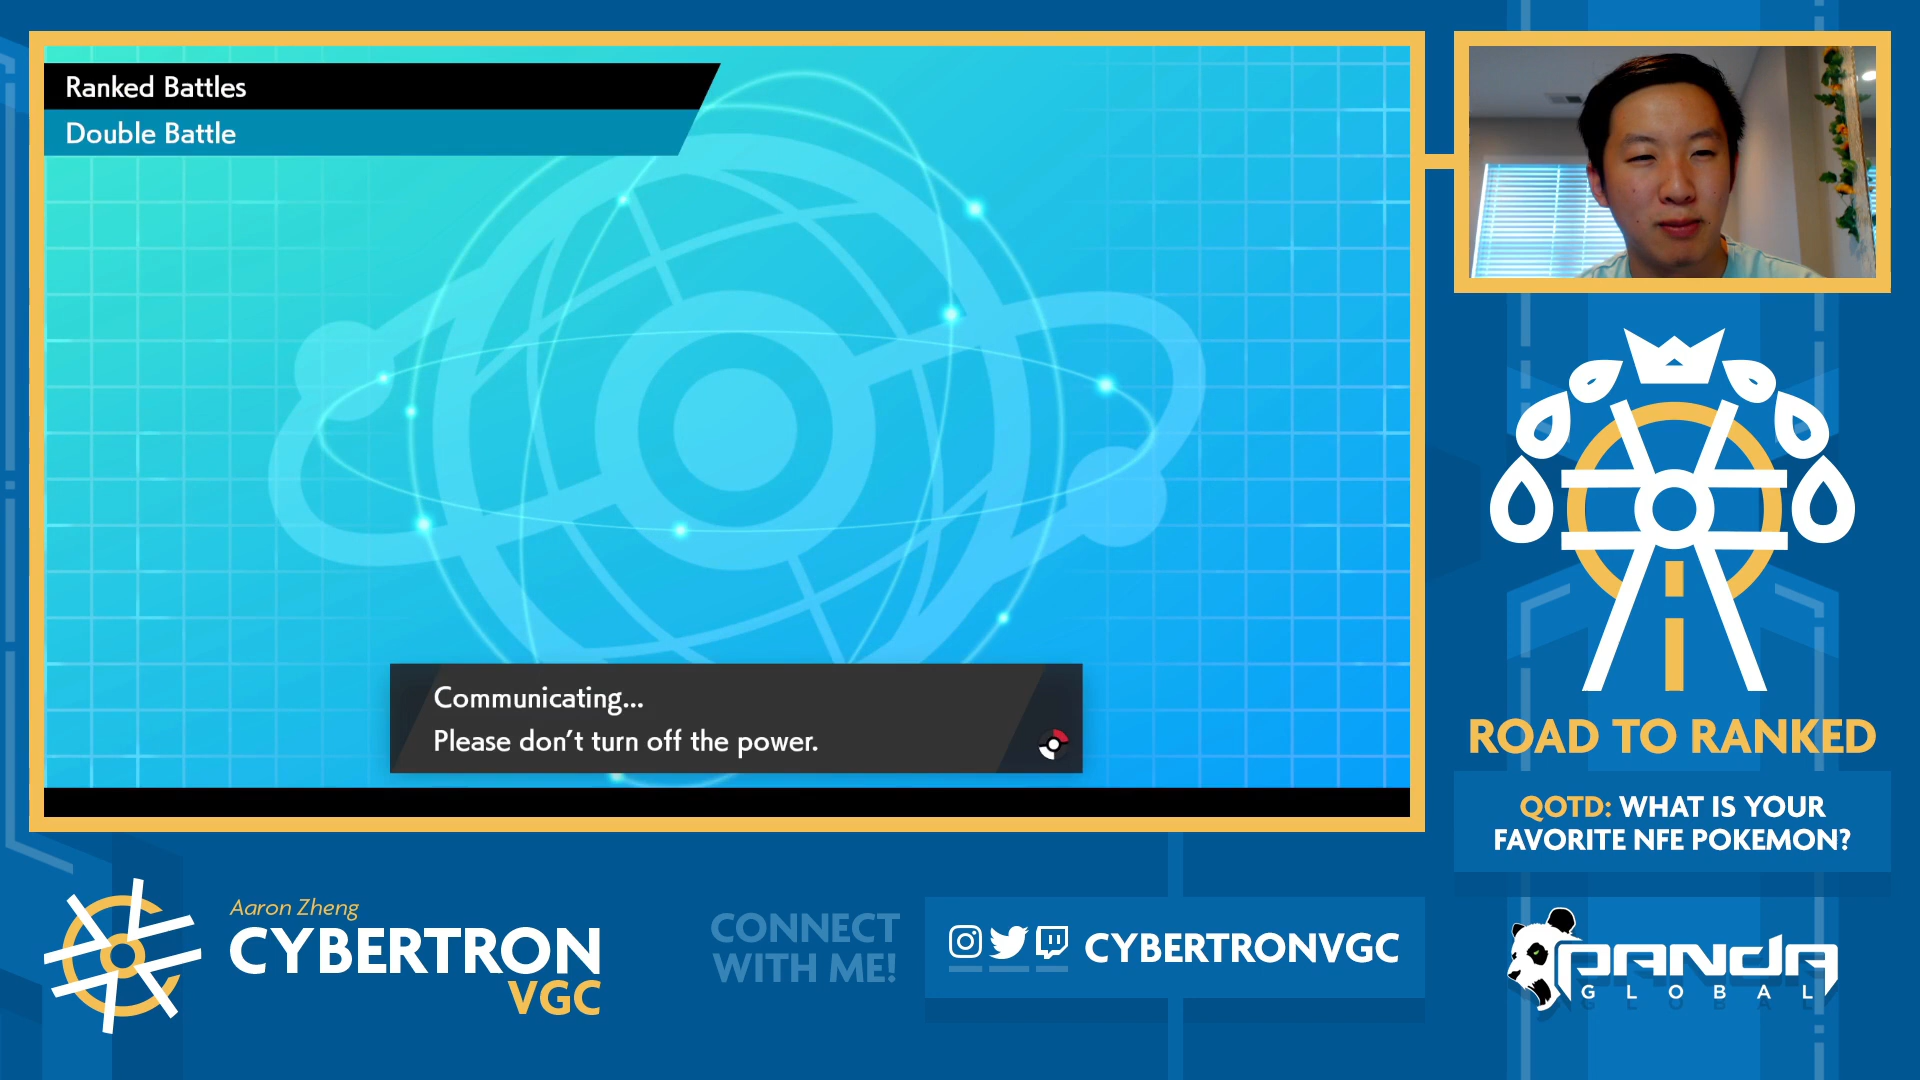 Ranked Battles
Double Battle
Communicating...
Please don't turn off the power.
ROAD TO RANKED
QOTD: WHAT IS YOUR
FAVORITE NFE POKEMON?
Aaron Zheng
CYBERTRON
VGC
CONNECT
WITH ME!
CYBERTRONVGC
PANDA
GLOBAL